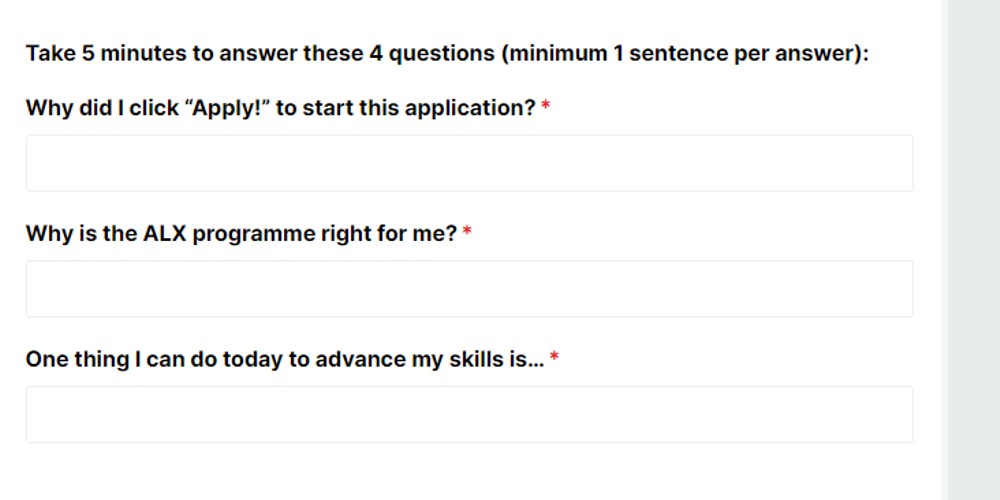 Take 5 minutes to answer these 4 questions (minimum 1 sentence per answer):
Why did I click “Apply!” to start this application? *
Why is the ALX programme right for me? *
One thing I can do today to advance my skills is... *